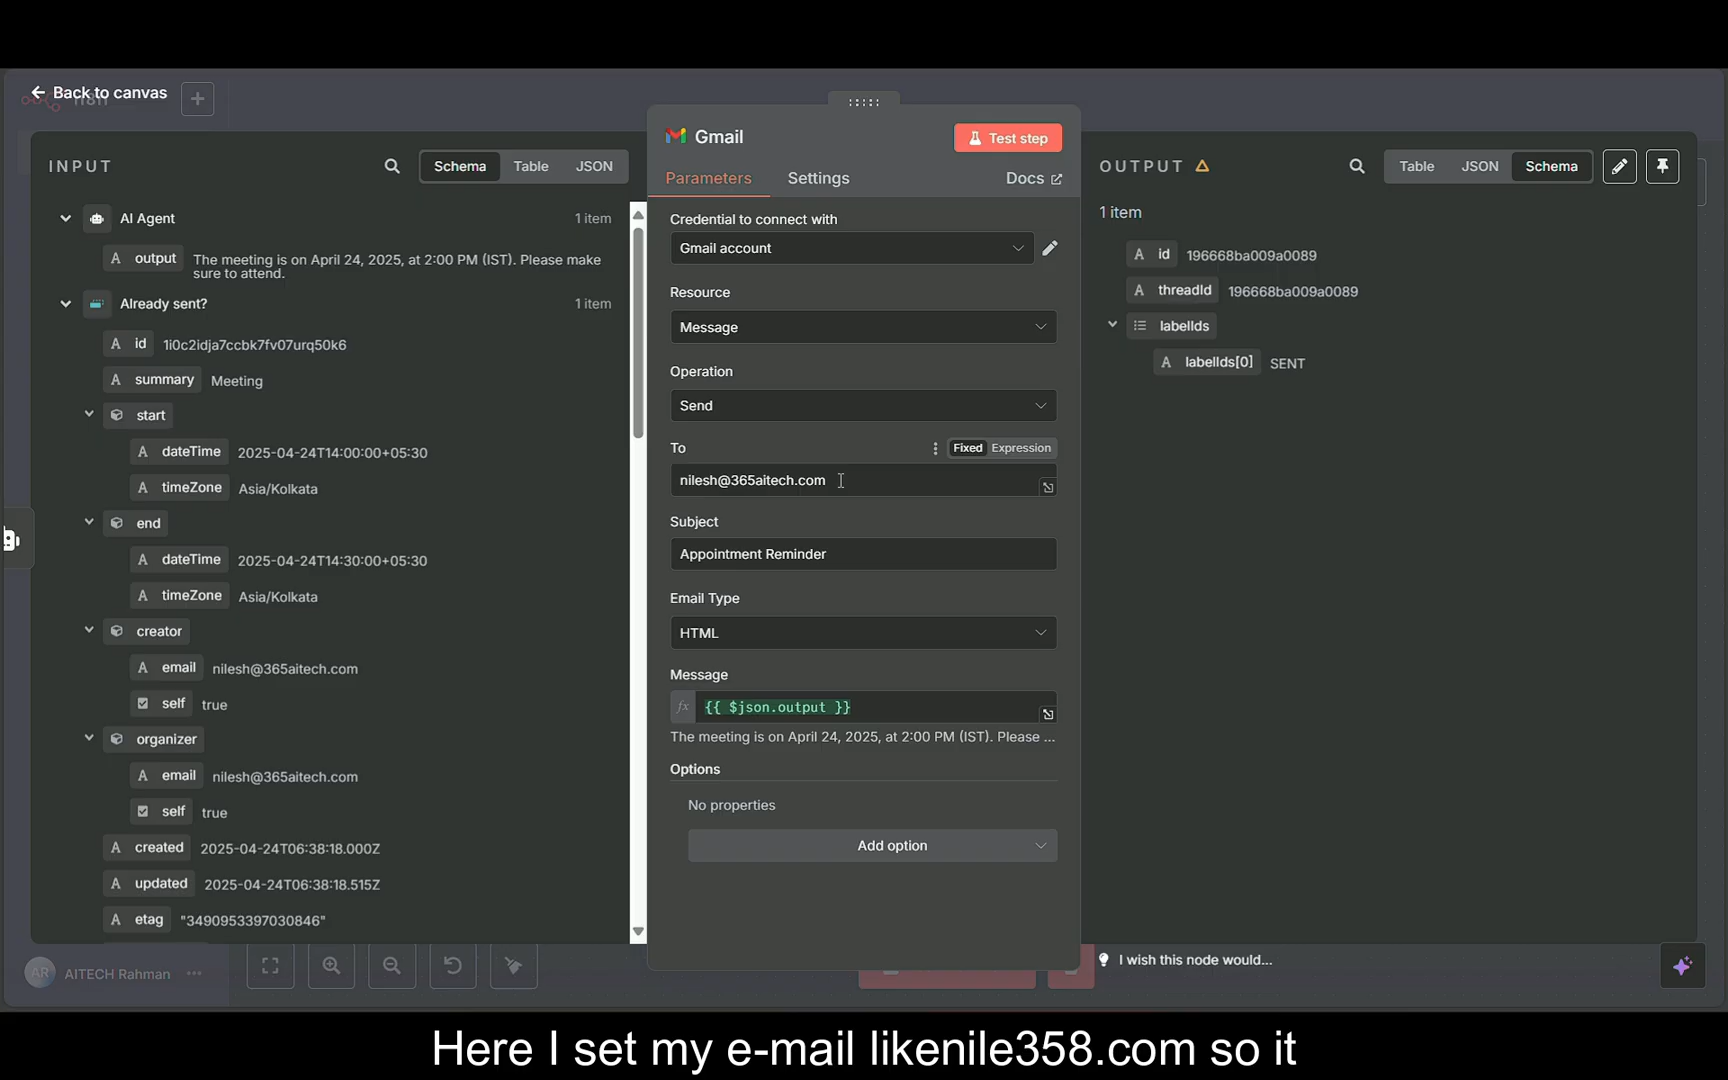 ← Back to canvas
n8n
+
INPUT
Schema
Table
JSON
AI Agent
1 item
A output The meeting is on April 24, 2025, at 2:00 PM (IST). Please make
sure to attend.
Already sent?
1 item
A id 1i0c2idja7ccbk7fv07urq50k6
A summary Meeting
start
A dateTime 2025-04-24T14:00:00+05:30
A timeZone Asia/Kolkata
end
A dateTime 2025-04-24T14:30:00+05:30
A timeZone Asia/Kolkata
creator
A email nilesh@365aitech.com
self true
organizer
A email nilesh@365aitech.com
self true
A created 2025-04-24T06:38:18.000Z
A updated 2025-04-24T06:38:18.515Z
A etag "3490953397030846"
AR AITECH Rahman ...
Gmail
Test step
Parameters
Settings
Docs
Credential to connect with
Gmail account
Resource
Message
Operation
Send
To
Fixed Expression
nilesh@365aitech.com
Subject
Appointment Reminder
Email Type
HTML
Message
fx {{ $json.output }}
The meeting is on April 24, 2025, at 2:00 PM (IST). Please ...
Options
No properties
Add option
OUTPUT
Table
JSON
Schema
1 item
A id 196668ba009a0089
A threadId 196668ba009a0089
labelIds
A labelIds[0] SENT
I wish this node would...
Here I set my e-mail likenile358.com so it